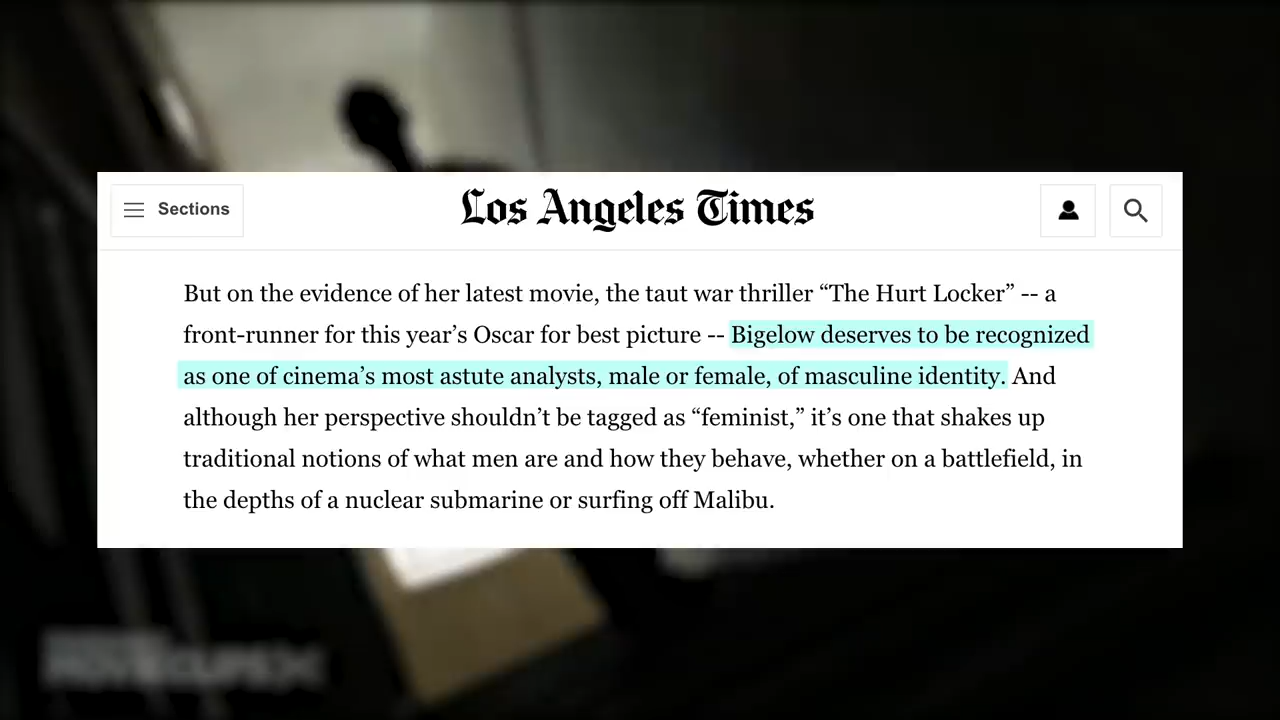 Sections
Los Angeles Times
But on the evidence of her latest movie, the taut war thriller “The Hurt Locker” -- a
front-runner for this year’s Oscar for best picture -- Bigelow deserves to be recognized
as one of cinema’s most astute analysts, male or female, of masculine identity. And
although her perspective shouldn’t be tagged as “feminist,” it’s one that shakes up
traditional notions of what men are and how they behave, whether on a battlefield, in
the depths of a nuclear submarine or surfing off Malibu.